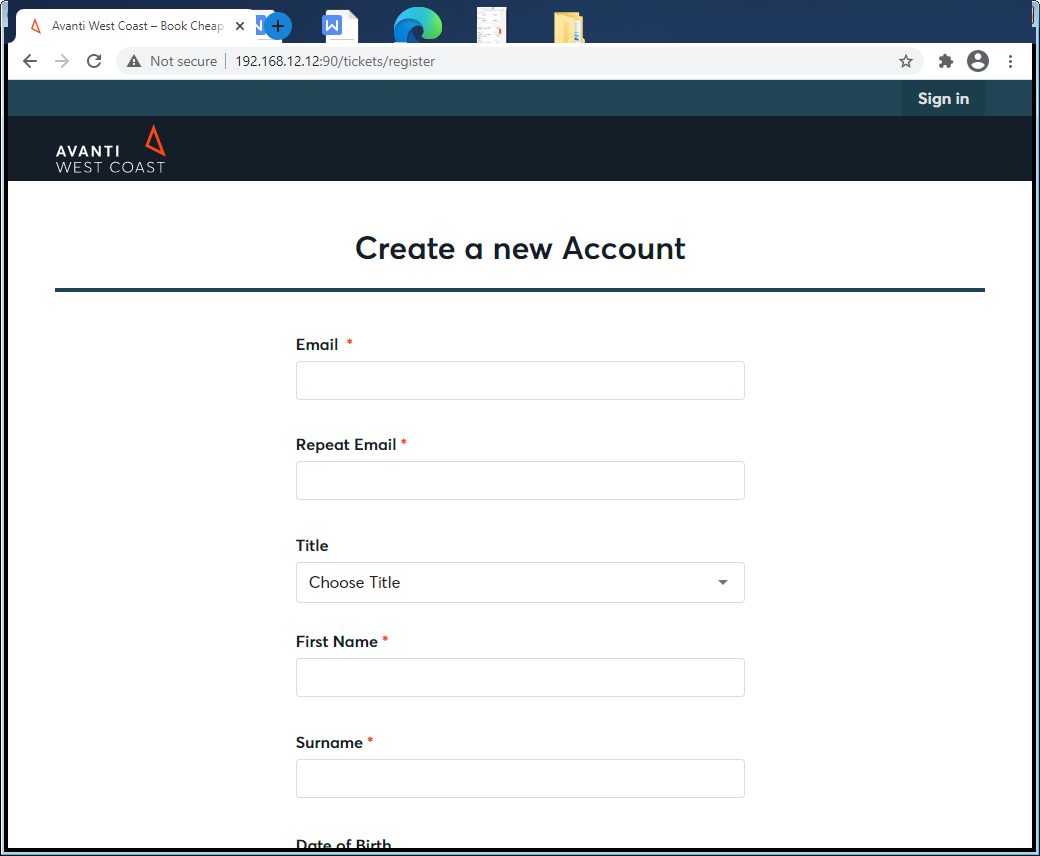 Avanti West Coast – Book Cheap
Not secure
192.168.12.12:90/tickets/register
Sign in
AVANTI
WEST COAST
Create a new Account
Email *
Repeat Email *
Title
Choose Title
First Name *
Surname *
Date of Birth